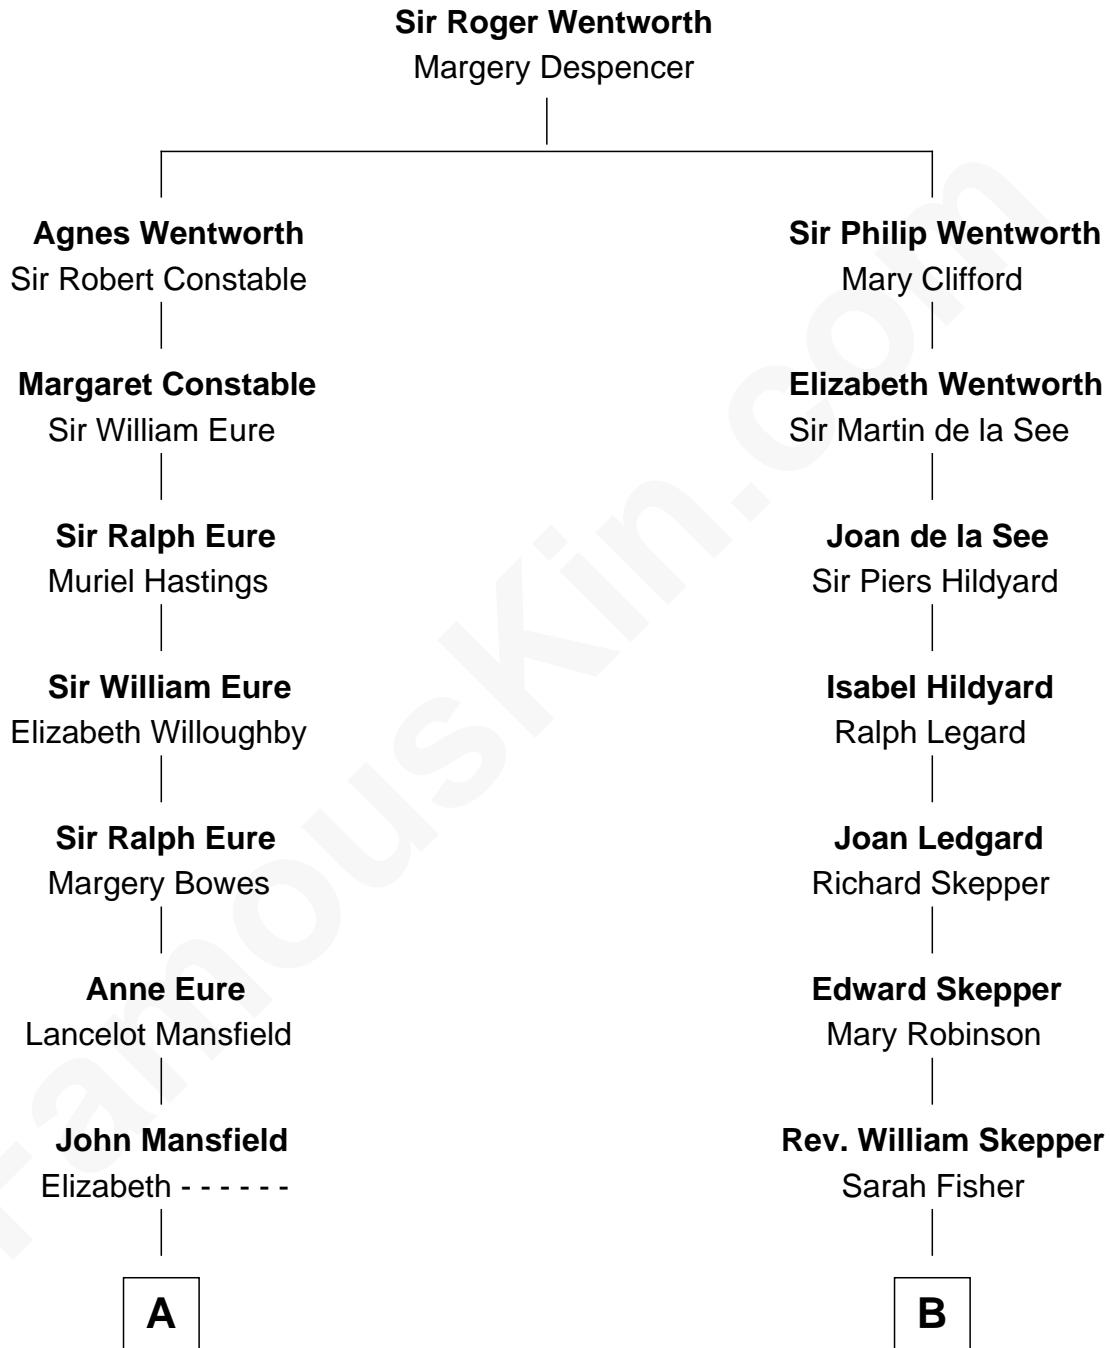 Sir Roger Wentworth
Margery Despencer
Agnes Wentworth
Sir Robert Constable
Margaret Constable
Sir William Eure
Sir Ralph Eure
Muriel Hastings
Sir William Eure
Elizabeth Willoughby
Sir Ralph Eure
Margery Bowes
Anne Eure
Lancelot Mansfield
John Mansfield
Elizabeth - - - - - -
A
Sir Philip Wentworth
Mary Clifford
Elizabeth Wentworth
Sir Martin de la See
Joan de la See
Sir Piers Hildyard
Isabel Hildyard
Ralph Legard
Joan Ledgard
Richard Skepper
Edward Skepper
Mary Robinson
Rev. William Skepper
Sarah Fisher
B
FamousKin.com